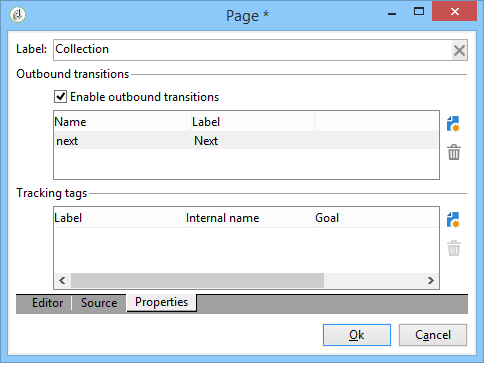 Page *
Label: Collection
Outbound transitions
Enable outbound transitions
Name Label
next Next
Tracking tags
Label Internal name Goal
Editor Source Properties
Ok Cancel